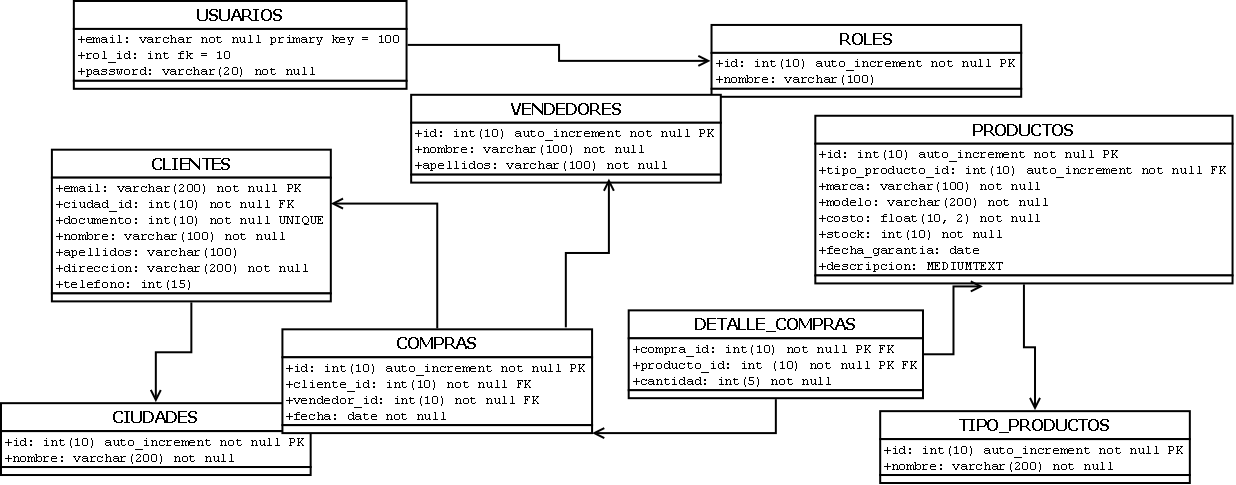 USUARIOS
+email: varchar not null primary key = 100
+rol_id: int fk = 10
+password: varchar(20) not null
ROLES
+id: int(10) auto_increment not null PK
+nombre: varchar(100)
VENDEDORES
+id: int(10) auto_increment not null PK
+nombre: varchar(100) not null
+apellidos: varchar(100) not null
PRODUCTOS
+id: int(10) auto_increment not null PK
+tipo_producto_id: int(10) auto_increment not null FK
+marca: varchar(100) not null
+modelo: varchar(200) not null
+costo: float(10, 2) not null
+stock: int(10) not null
+fecha_garantia: date
+descripcion: MEDIUMTEXT
CLIENTES
+email: varchar(200) not null PK
+ciudad_id: int(10) not null FK
+documento: int(10) not null UNIQUE
+nombre: varchar(100) not null
+apellidos: varchar(100)
+direccion: varchar(200) not null
+telefono: int(15)
COMPRAS
+id: int(10) auto_increment not null PK
+cliente_id: int(10) not null FK
+vendedor_id: int(10) not null FK
+fecha: date not null
DETALLE_COMPRAS
+compra_id: int(10) not null PK FK
+producto_id: int (10) not null PK FK
+cantidad: int(5) not null
CIUDADES
+id: int(10) auto_increment not null PK
+nombre: varchar(200) not null
TIPO_PRODUCTOS
+id: int(10) auto_increment not null PK
+nombre: varchar(200) not null